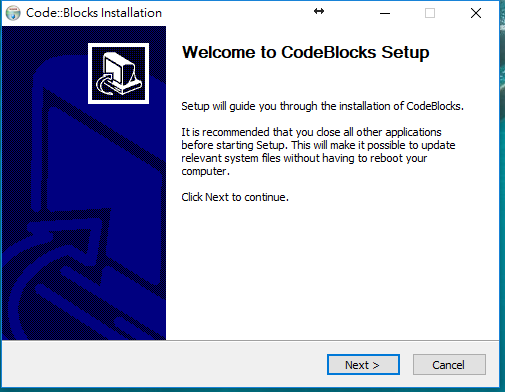 Code::Blocks Installation
Welcome to CodeBlocks Setup
Setup will guide you through the installation of CodeBlocks.
It is recommended that you close all other applications
before starting Setup. This will make it possible to update
relevant system files without having to reboot your
computer.
Click Next to continue.
Next >
Cancel